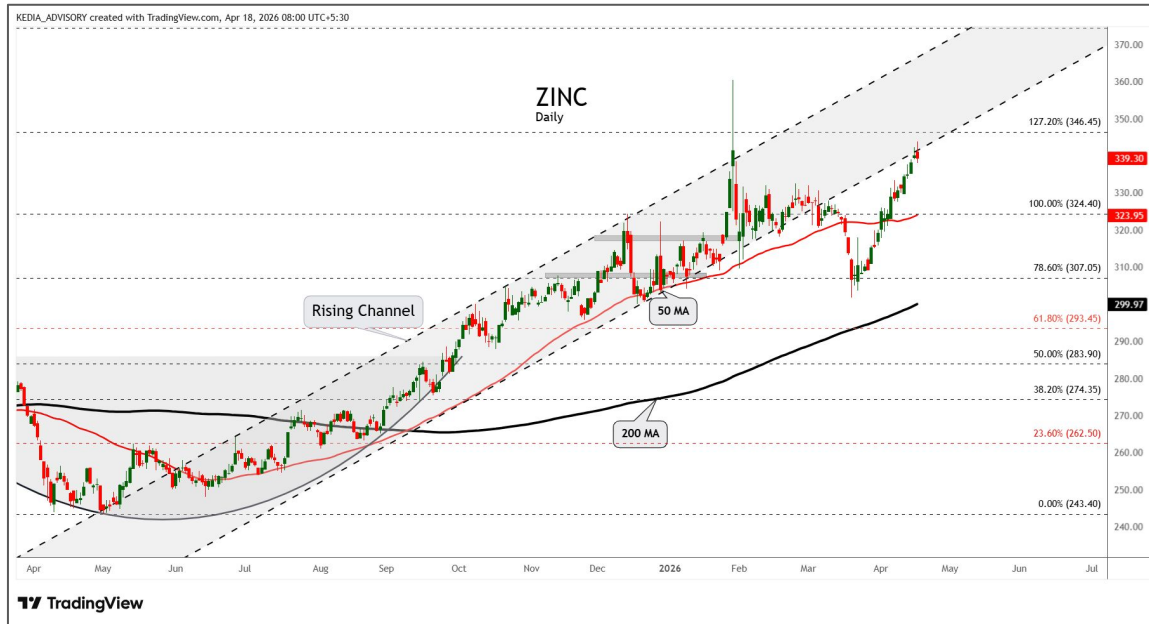 KEDIA_ADVISORY created with TradingView.com, Apr 18, 2026 08:00 UTC+5:30
ZINC
Daily
370.00
360.00
350.00
127.20% (346.45)
339.30
330.00
100.00% (324.40)
323.95
320.00
310.00
78.60% (307.05)
Rising Channel
50 MA
299.97
61.80% (293.45)
290.00
50.00% (283.90)
280.00
38.20% (274.35)
270.00
200 MA
23.60% (262.50)
260.00
250.00
0.00% (243.40)
240.00
Apr May Jun Jul Aug Sep Oct Nov Dec 2026 Feb Mar Apr May Jun Jul
TradingView